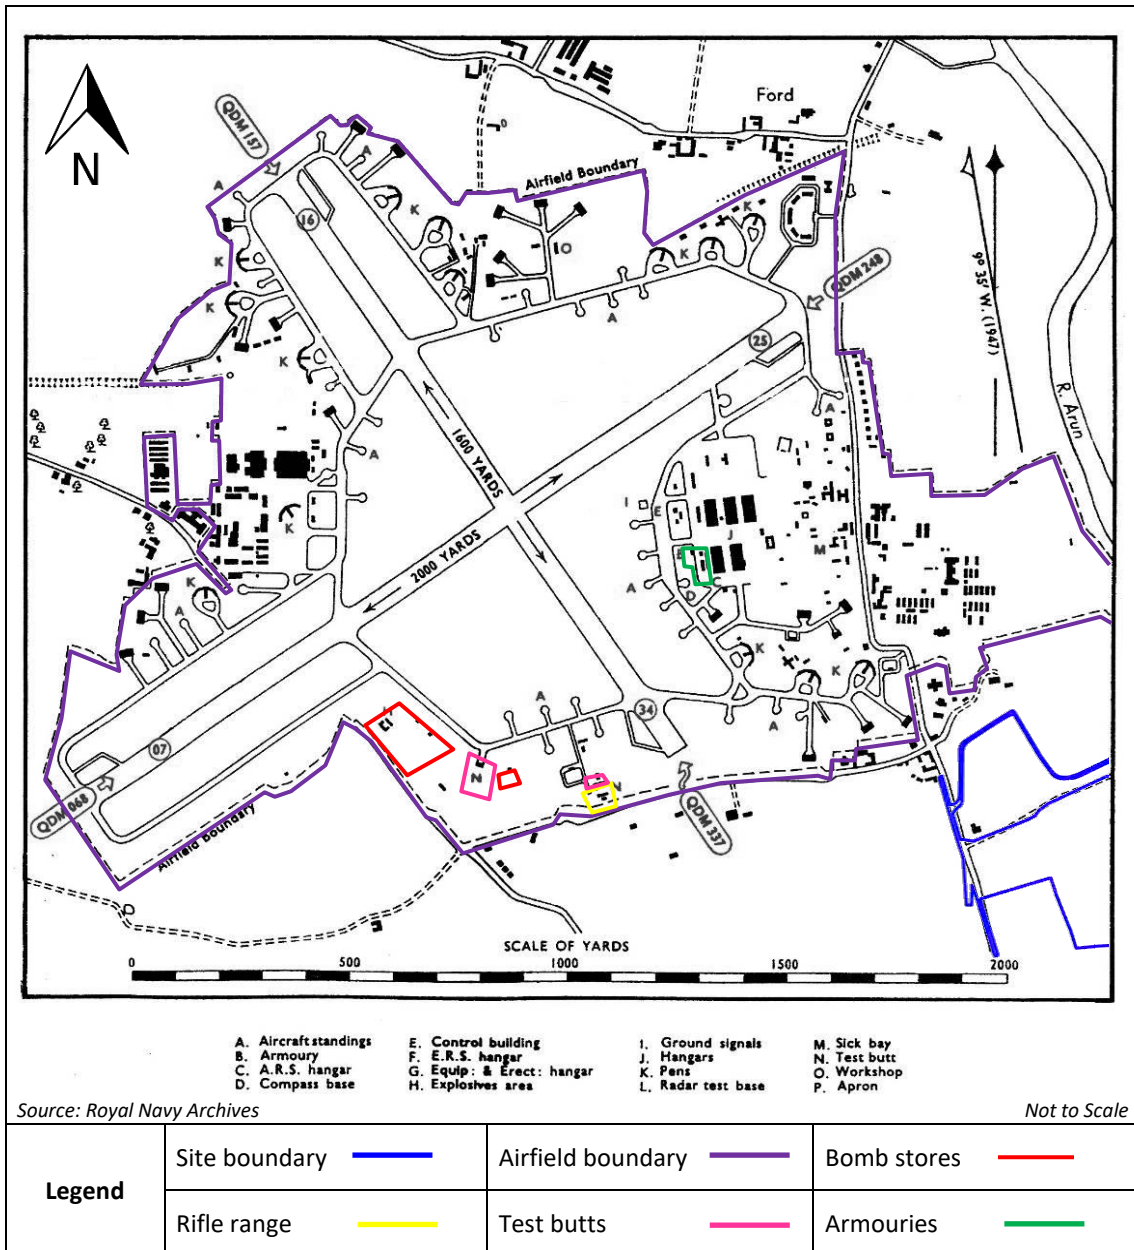 Ford
QDM 157
N
A
A
K
Airfield Boundary
16
K
O
K
K
K
QDM 248
9° 35' W. (1947)
K
A
25
K
R. Arun
A
1600 YARDS
A
K
I
E
J
2000 YARDS
M
B
K
A
C
D
A
K
K
K
A
34
A
07
N
N
QDM 068
QDM 337
Airfield boundary
SCALE OF YARDS
0 500 1000 1500 2000
A. Aircraft standings
B. Armoury
C. A.R.S. hangar
D. Compass base
E. Control building
F. E.R.S. hangar
G. Equip: & Erect: hangar
H. Explosives area
I. Ground signals
J. Hangars
K. Pens
L. Radar test base
M. Sick bay
N. Test butt
O. Workshop
P. Apron
Source: Royal Navy Archives
Not to Scale
Legend
Site boundary
Airfield boundary
Bomb stores
Rifle range
Test butts
Armouries